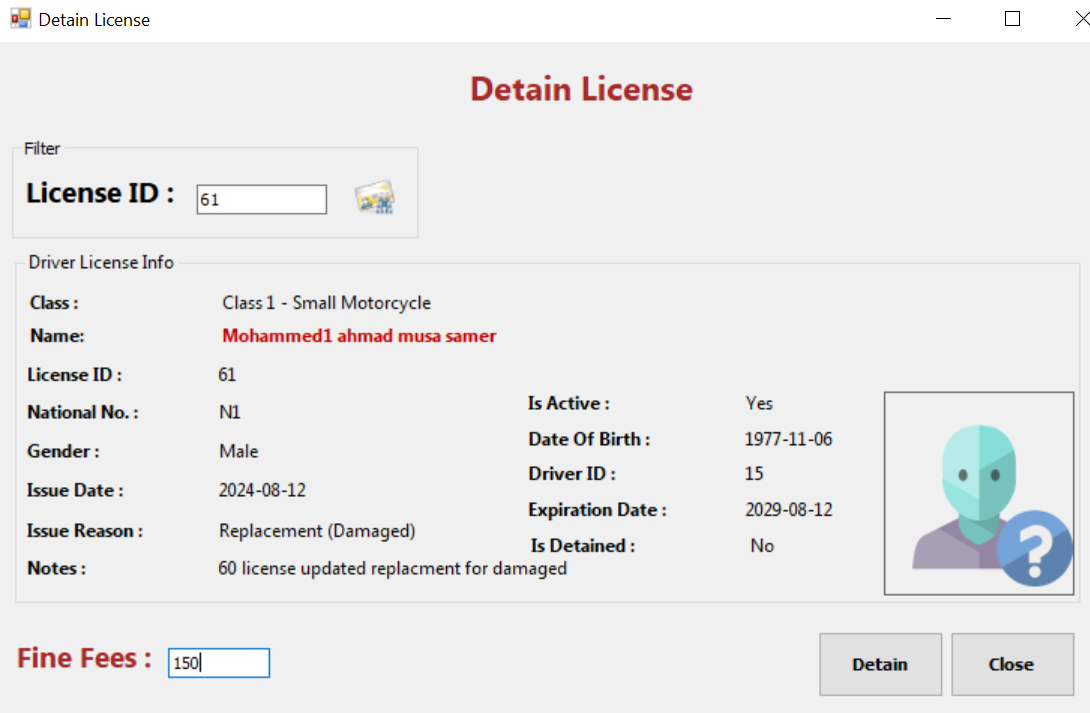 Detain License
Detain License
Filter
License ID : 61
Driver License Info
Class : Class 1 - Small Motorcycle
Name: Mohammed1 ahmad musa samer
License ID : 61
National No. : N1
Gender : Male
Issue Date : 2024-08-12
Issue Reason : Replacement (Damaged)
Notes : 60 license updated replacment for damaged
Is Active : Yes
Date Of Birth : 1977-11-06
Driver ID : 15
Expiration Date : 2029-08-12
Is Detained : No
?
Fine Fees : 150
Detain
Close